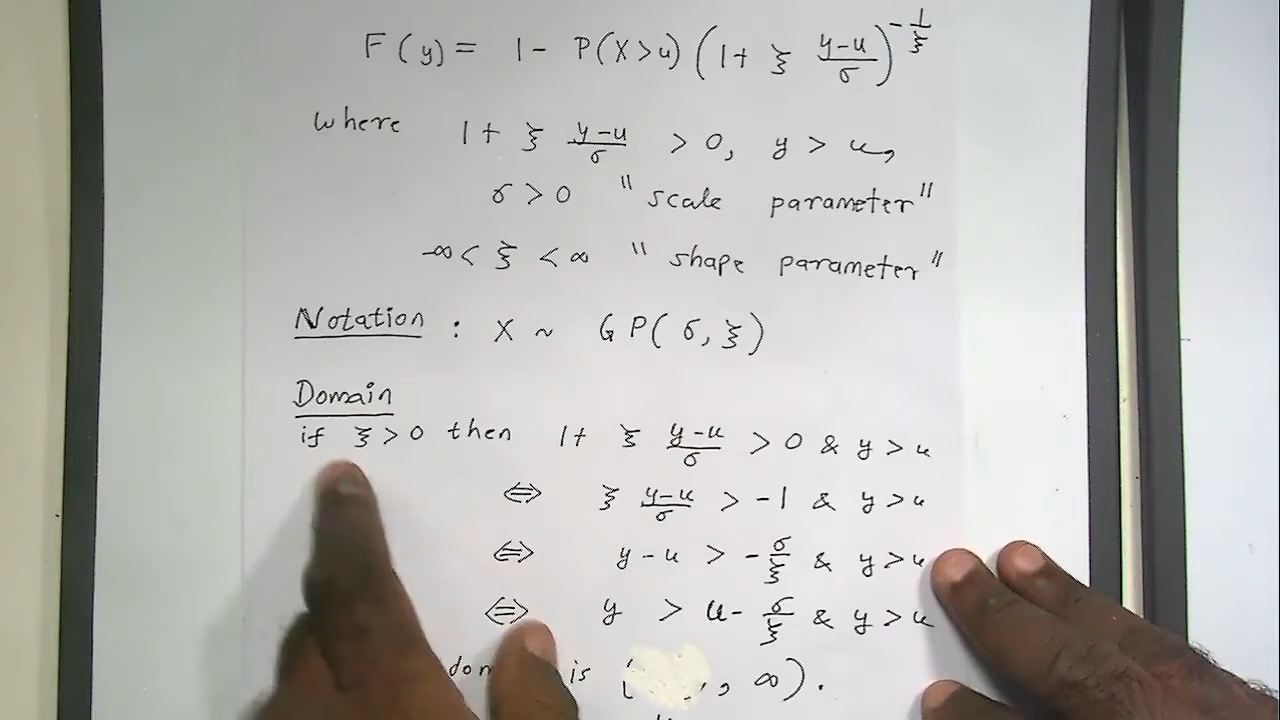 F(y) = 1 - P(X>u) (1+ ξ (y-u)/σ)^(-1/ξ)
where 1+ ξ (y-u)/σ > 0, y > u,
σ > 0 "scale parameter"
-∞ < ξ < ∞ "shape parameter"
Notation : X ~ GP(σ, ξ)
Domain
if ξ > 0 then 1+ ξ (y-u)/σ > 0 & y > u
⇔ ξ (y-u)/σ > -1 & y > u
⇔ y-u > -σ/ξ & y > u
⇔ y > u - σ/ξ & y > u
is ( , ∞).